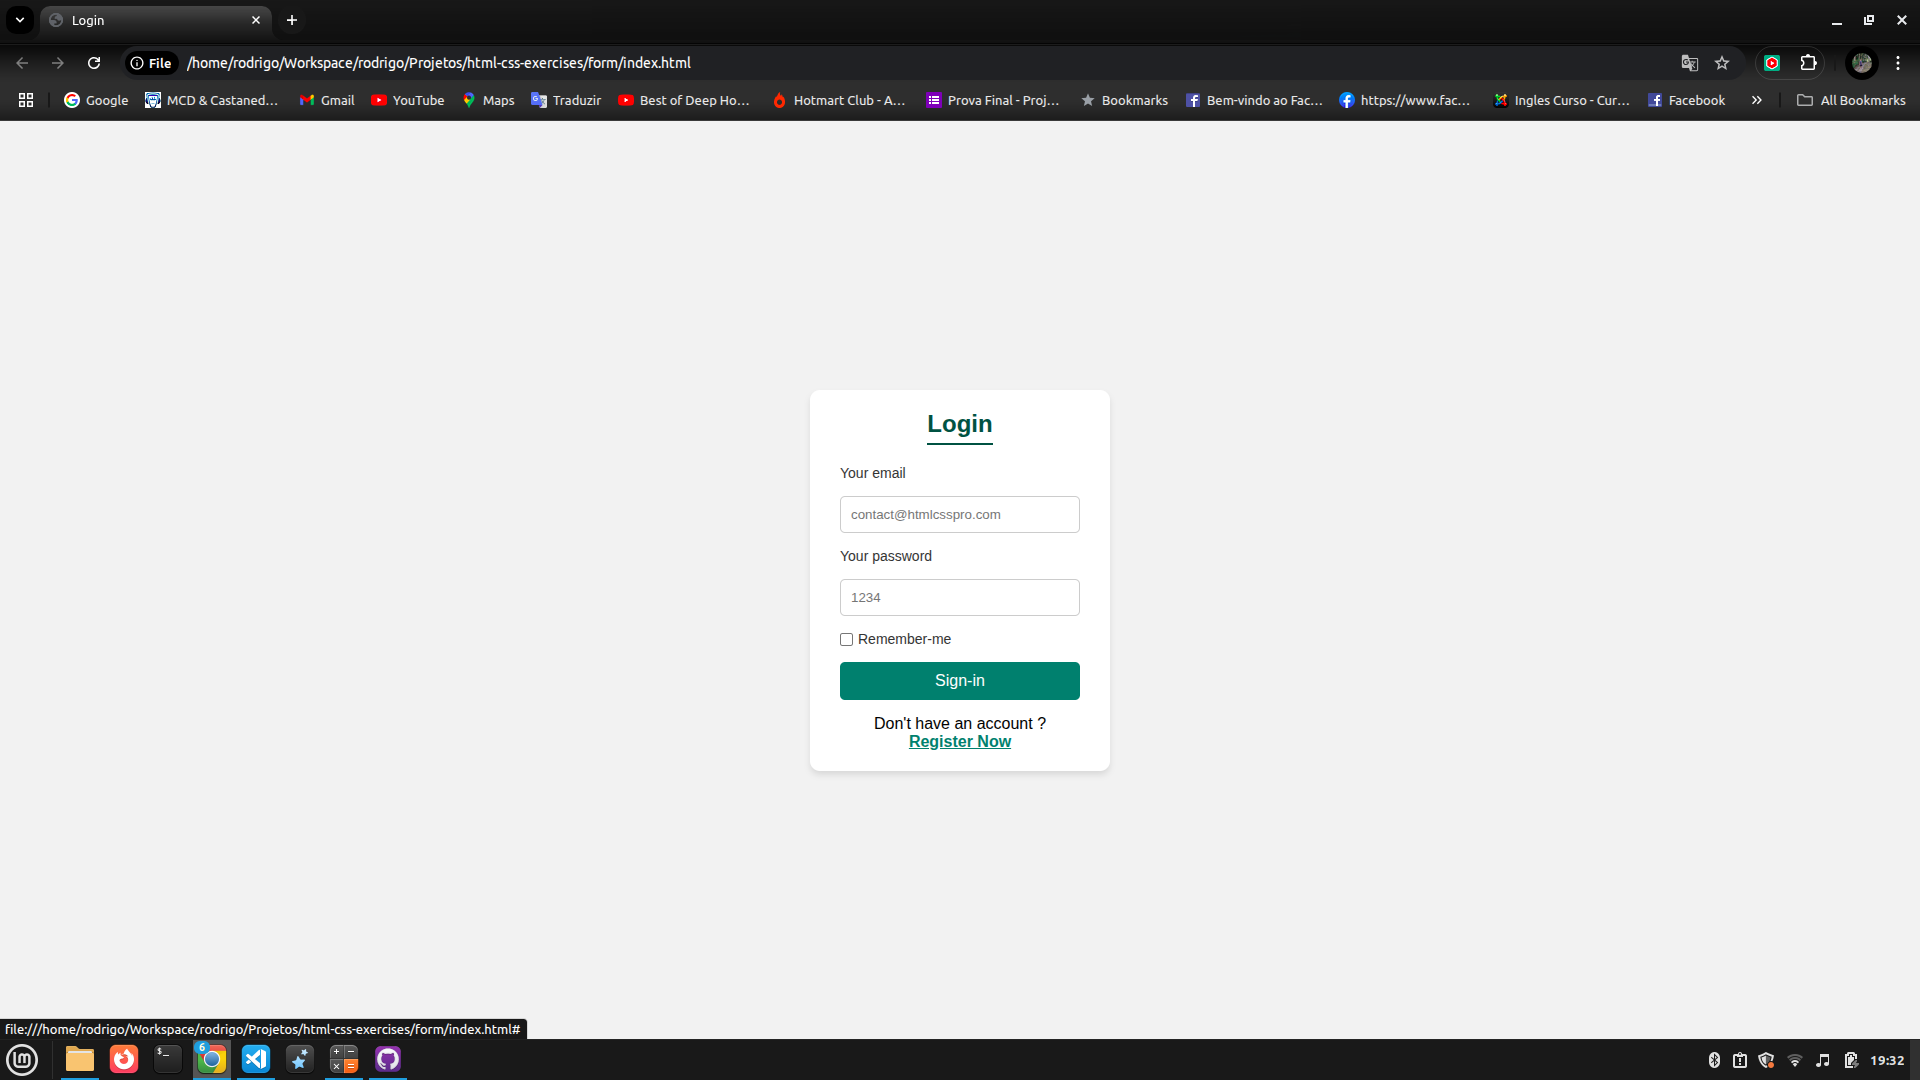 Login
File /home/rodrigo/Workspace/rodrigo/Projetos/html-css-exercises/form/index.html
Google MCD & Castaned... Gmail YouTube Maps Traduzir Best of Deep Ho... Hotmart Club - A... Prova Final - Proj... Bookmarks Bem-vindo ao Fac... https://www.fac... Ingles Curso - Cur... Facebook » All Bookmarks
Login
Your email
contact@htmlcsspro.com
Your password
1234
Remember-me
Sign-in
Don't have an account ?
Register Now
file:///home/rodrigo/Workspace/rodrigo/Projetos/html-css-exercises/form/index.html#
6
19:32